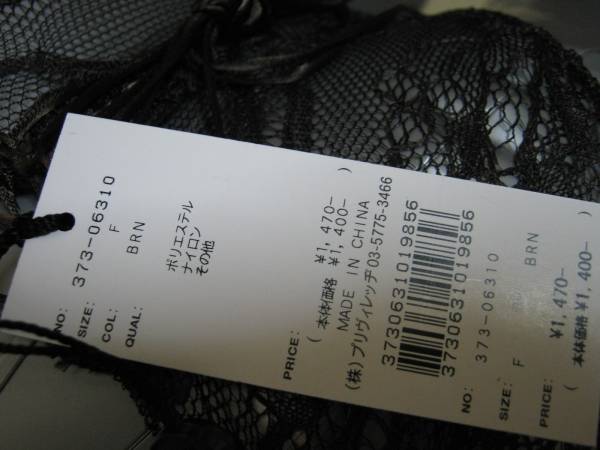 NO: 373-06310
SIZE: F
COL: BRN
QUAL:
ポリエステル
ナイロン
その他
PRICE: ¥1,470-
( 本体価格 ¥1,400- )
MADE IN CHINA
(株)プリヴィレッヂ03-5775-3466
3730631019856
3730631019856
NO: 373-06310
SIZE: F BRN
PRICE: ¥1,470-
( 本体価格¥1,400- )